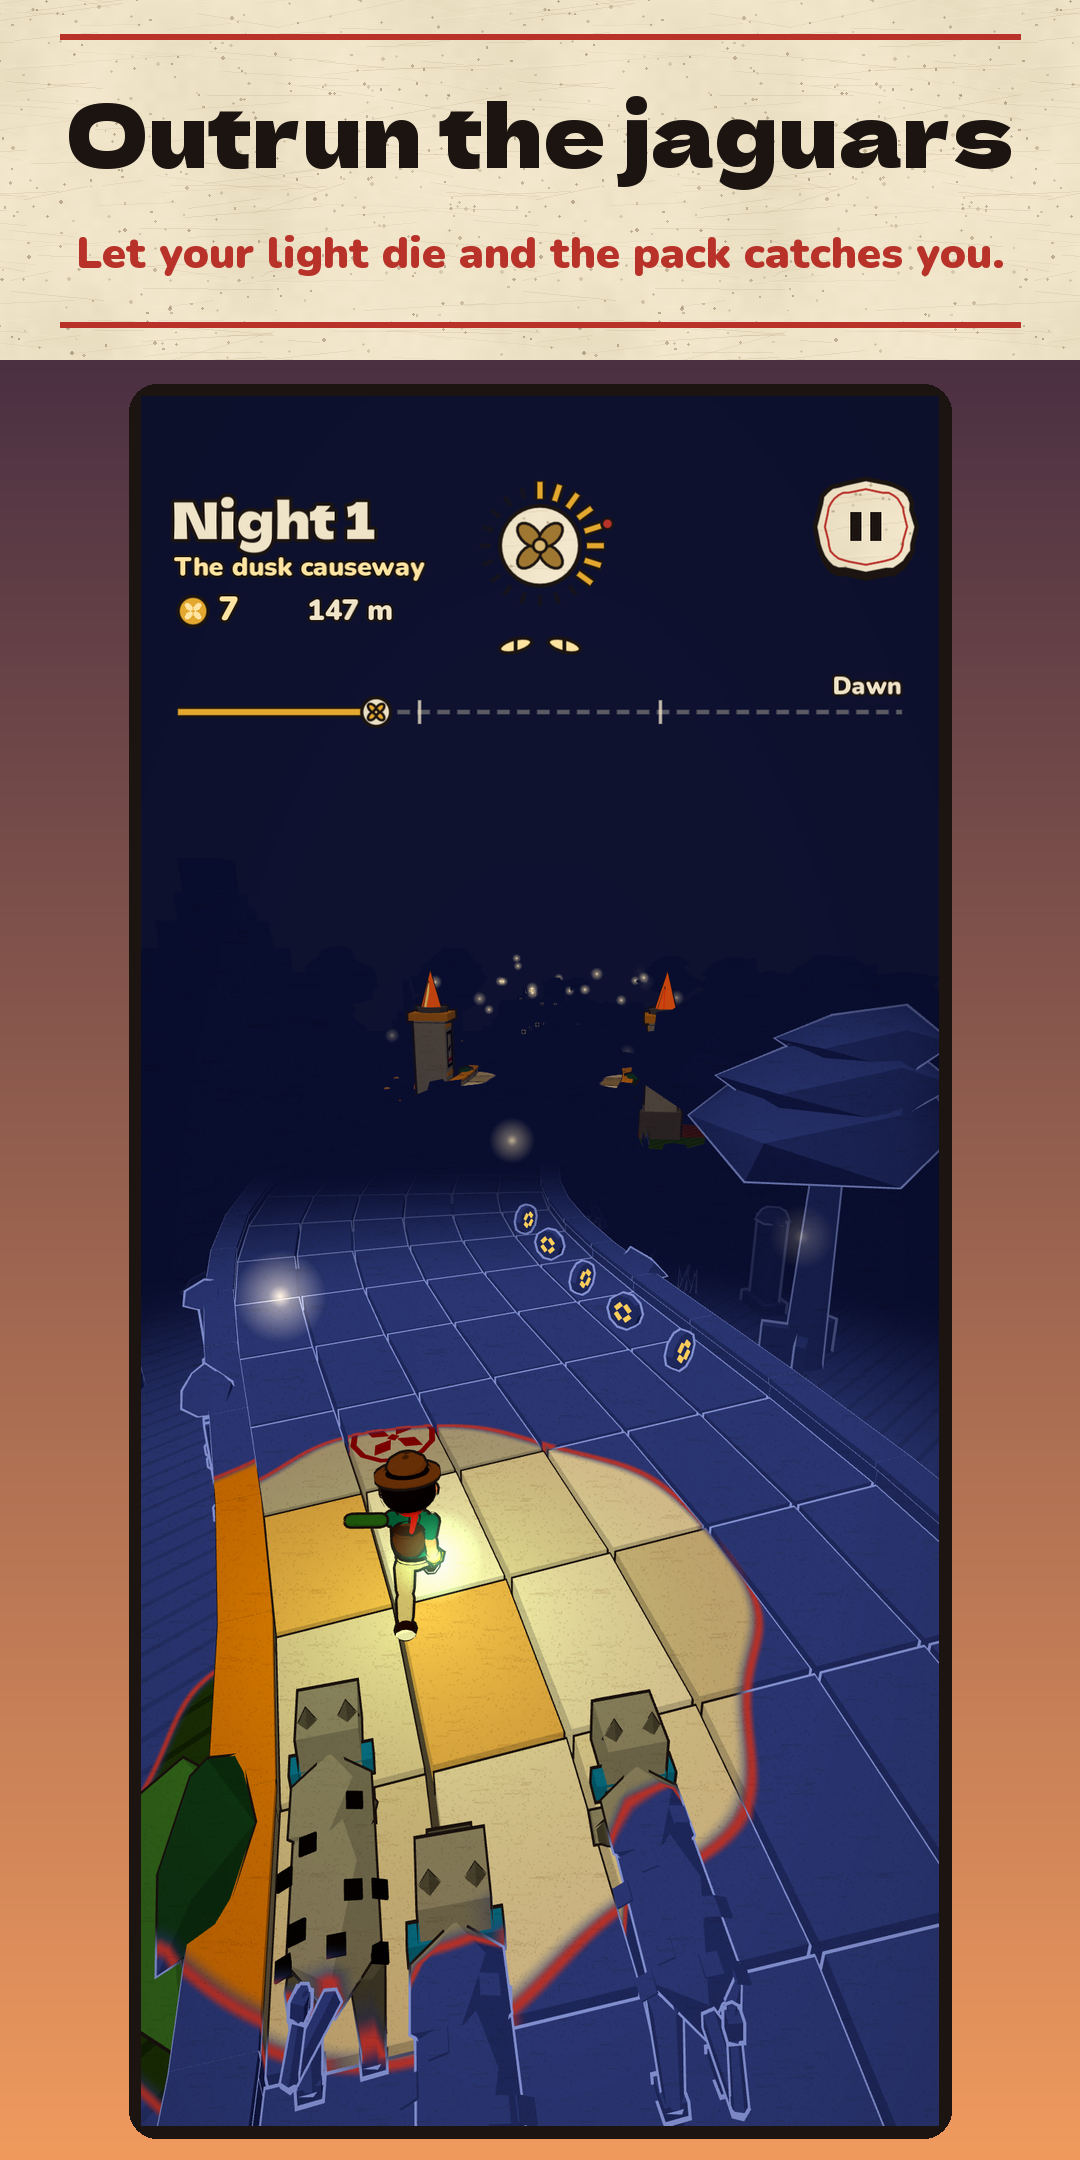 Outrun the jaguars
Let your light die and the pack catches you.
Night 1
The dusk causeway
7 147 m
Dawn